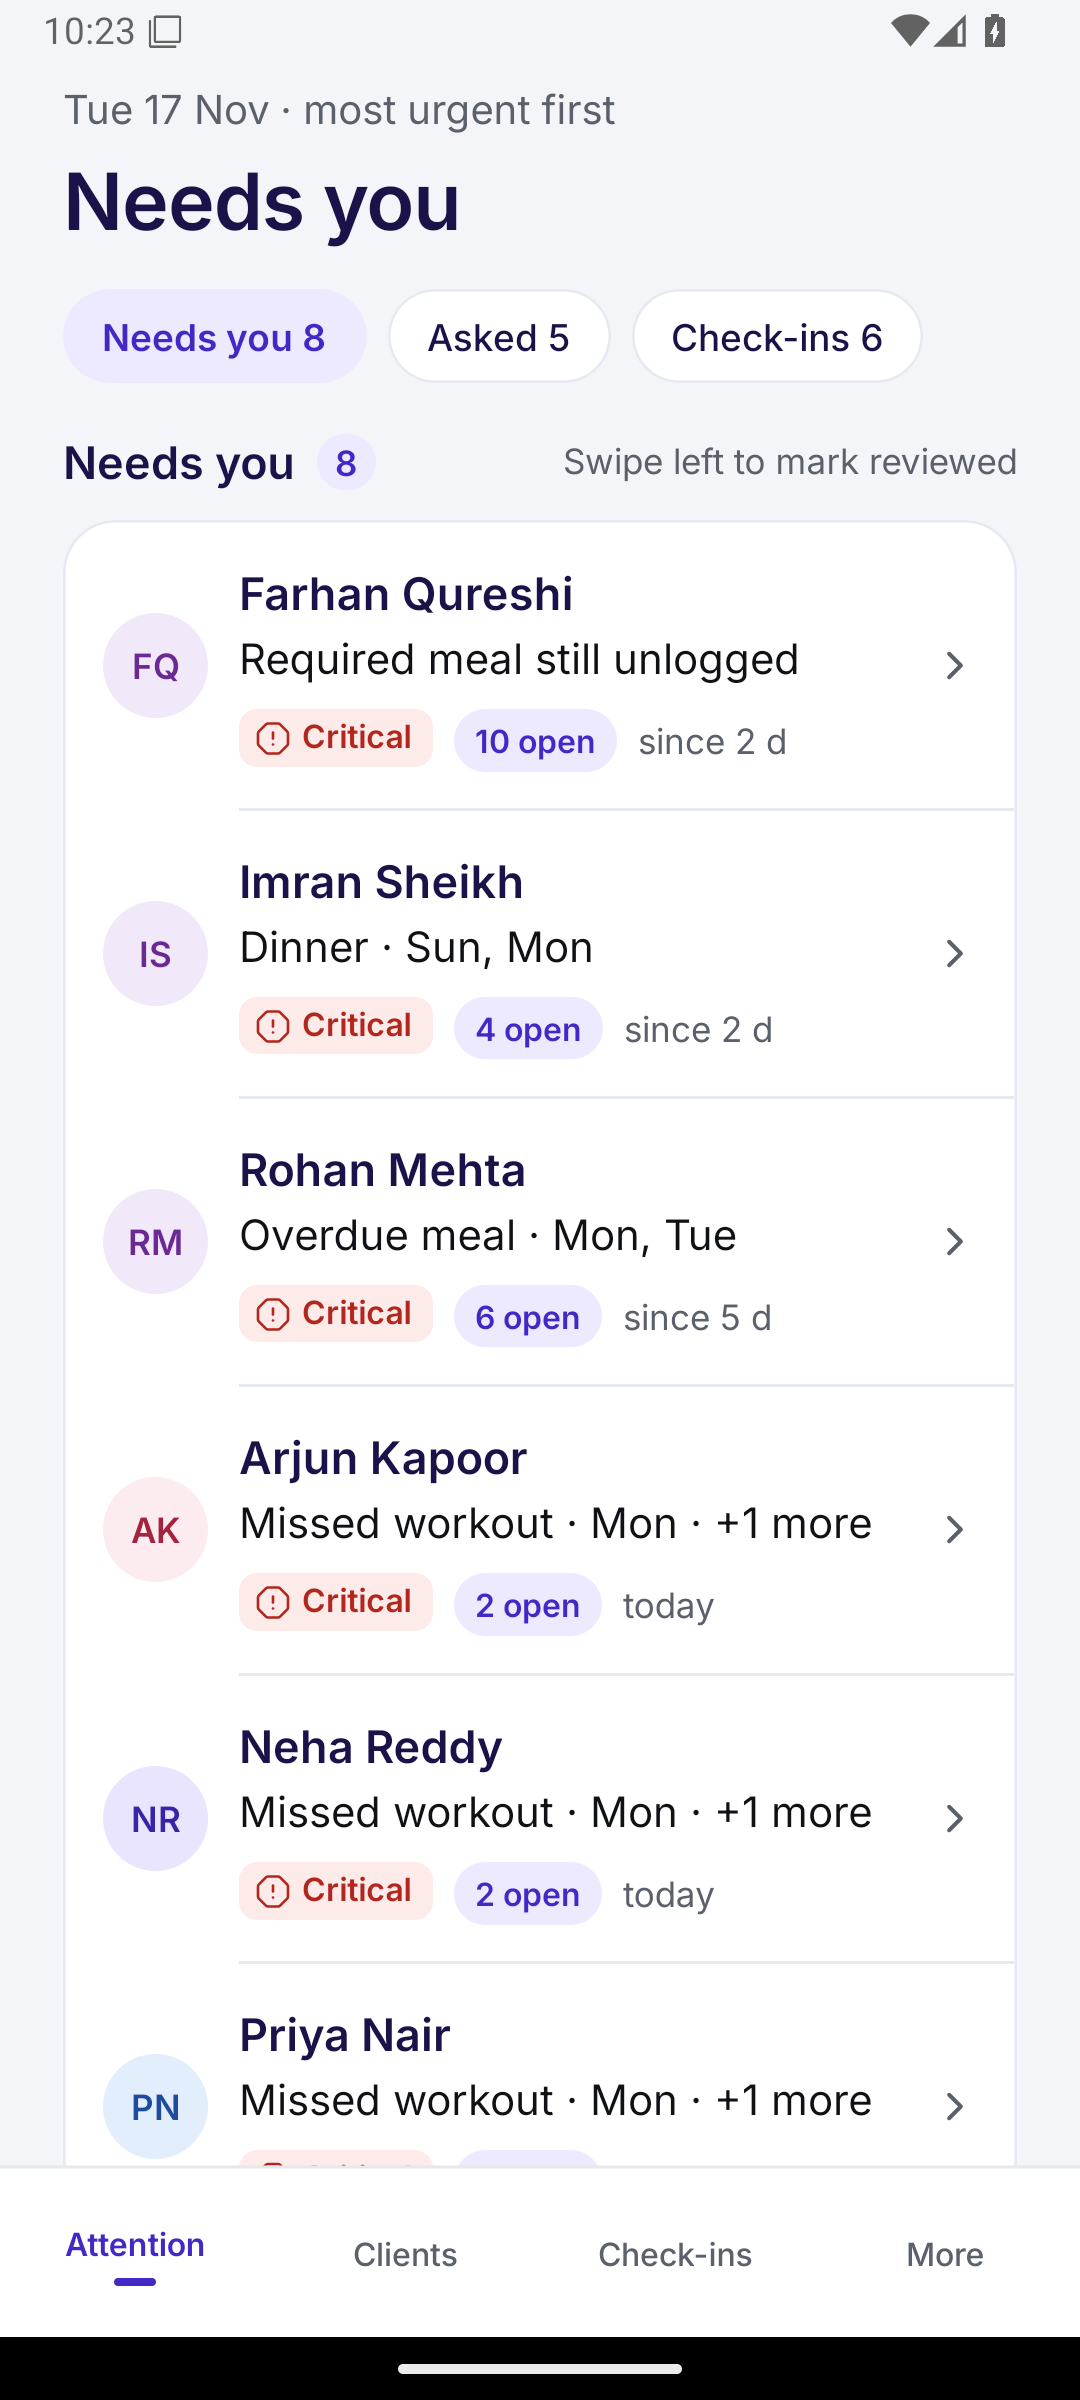 10:23
Tue 17 Nov · most urgent first
Needs you
Needs you 8
Asked 5
Check-ins 6
Needs you 8
Swipe left to mark reviewed
FQ
Farhan Qureshi
Required meal still unlogged
Critical
10 open
since 2 d
IS
Imran Sheikh
Dinner · Sun, Mon
Critical
4 open
since 2 d
RM
Rohan Mehta
Overdue meal · Mon, Tue
Critical
6 open
since 5 d
AK
Arjun Kapoor
Missed workout · Mon · +1 more
Critical
2 open
today
NR
Neha Reddy
Missed workout · Mon · +1 more
Critical
2 open
today
PN
Priya Nair
Missed workout · Mon · +1 more
Attention
Clients
Check-ins
More